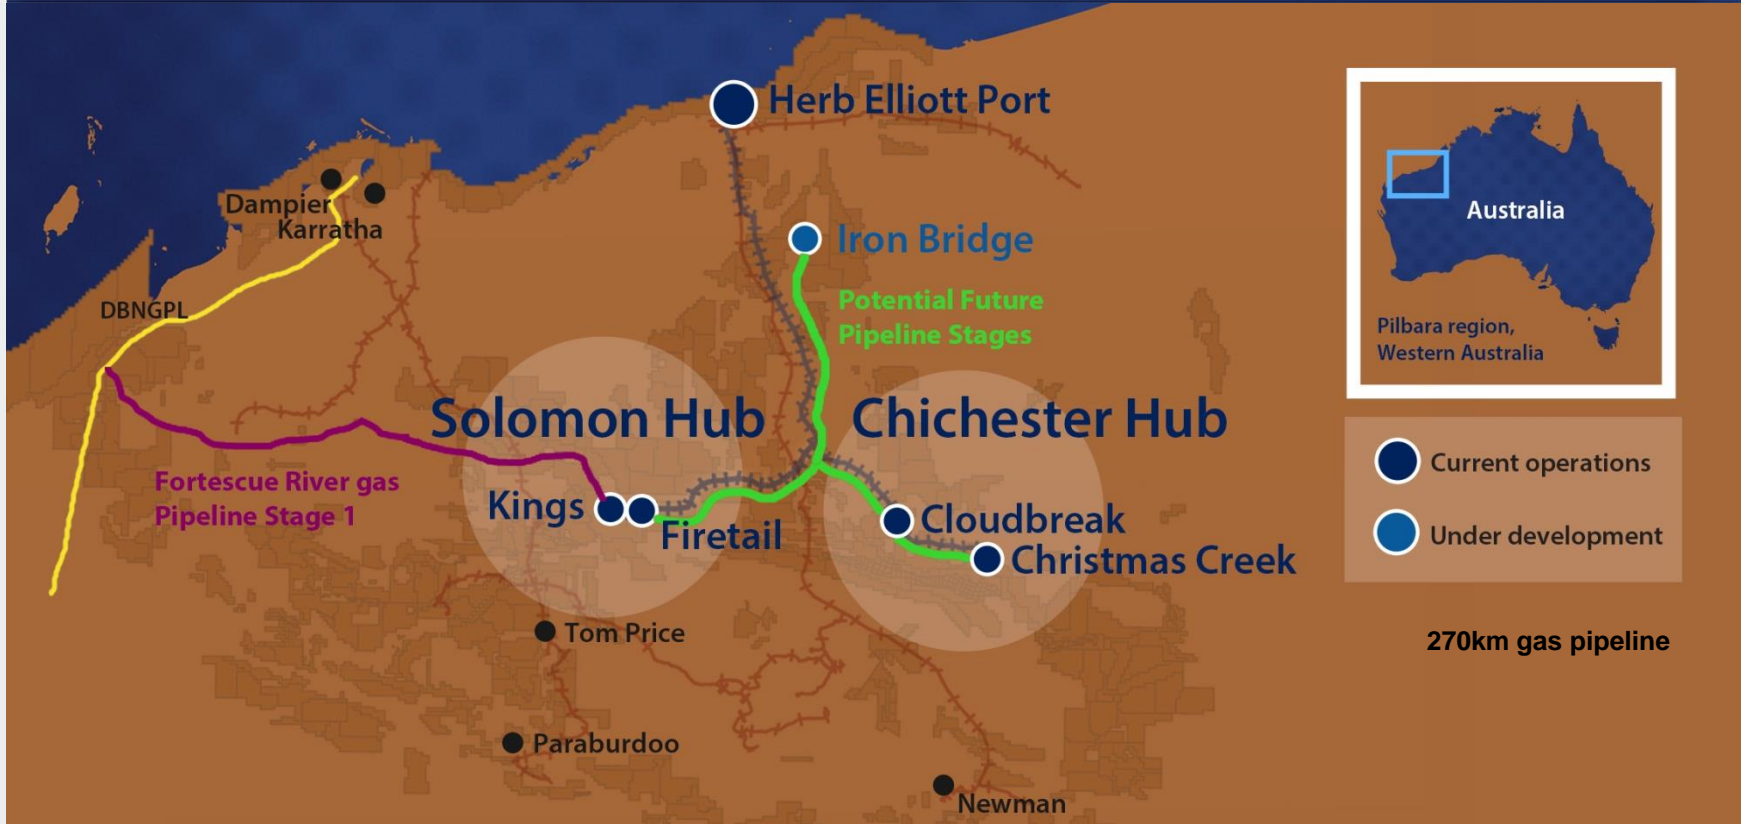 Herb Elliott Port
Dampier
Karratha
Iron Bridge
DBNGPL
Potential Future
Pipeline Stages
Solomon Hub
Chichester Hub
Fortescue River gas
Pipeline Stage 1
Kings
Firetail
Cloudbreak
Christmas Creek
Tom Price
Paraburdoo
Newman
Australia
Pilbara region,
Western Australia
Current operations
Under development
270km gas pipeline